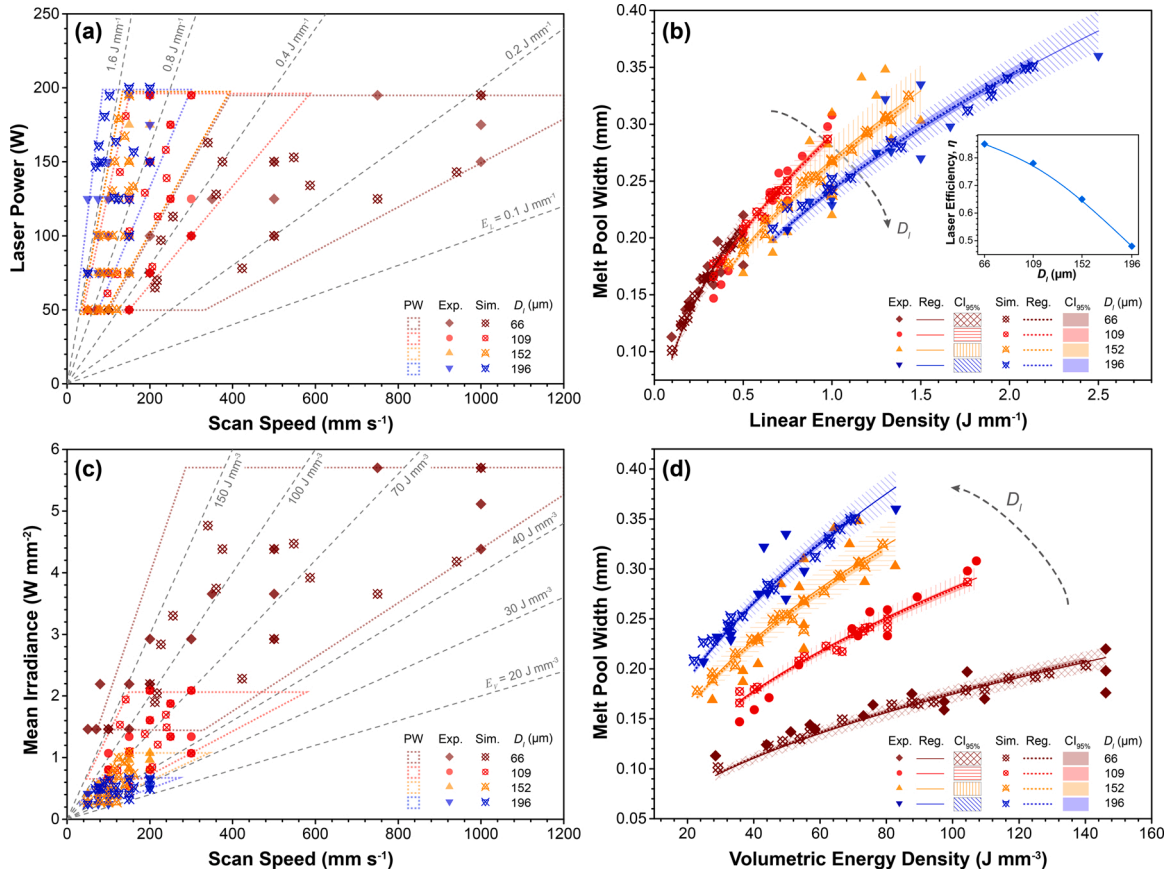 (a)
250
200
150
100
50
0
Laser Power (W)
1.6 J mm⁻¹
0.8 J mm⁻¹
0.4 J mm⁻¹
0.2 J mm⁻¹
E_L = 0.1 J mm⁻¹
PW Exp. Sim. D_l (µm)
66
109
152
196
0 200 400 600 800 1000 1200
Scan Speed (mm s⁻¹)
(b)
0.40
0.35
0.30
0.25
0.20
0.15
0.10
Melt Pool Width (mm)
D_l
Laser Efficiency, η
0.8
0.7
0.6
0.5
66 109 152 196
D_l (µm)
Exp. Reg. CI₉₅% Sim. Reg. CI₉₅% D_l (µm)
66
109
152
196
0.0 0.5 1.0 1.5 2.0 2.5
Linear Energy Density (J mm⁻¹)
(c)
6
5
4
3
2
1
0
Mean Irradiance (W mm⁻²)
150 J mm⁻³
100 J mm⁻³
70 J mm⁻³
40 J mm⁻³
30 J mm⁻³
E_V = 20 J mm⁻³
PW Exp. Sim. D_l (µm)
66
109
152
196
0 200 400 600 800 1000 1200
Scan Speed (mm s⁻¹)
(d)
0.40
0.35
0.30
0.25
0.20
0.15
0.10
0.05
Melt Pool Width (mm)
D_l
Exp. Reg. CI₉₅% Sim. Reg. CI₉₅% D_l (µm)
66
109
152
196
20 40 60 80 100 120 140 160
Volumetric Energy Density (J mm⁻³)